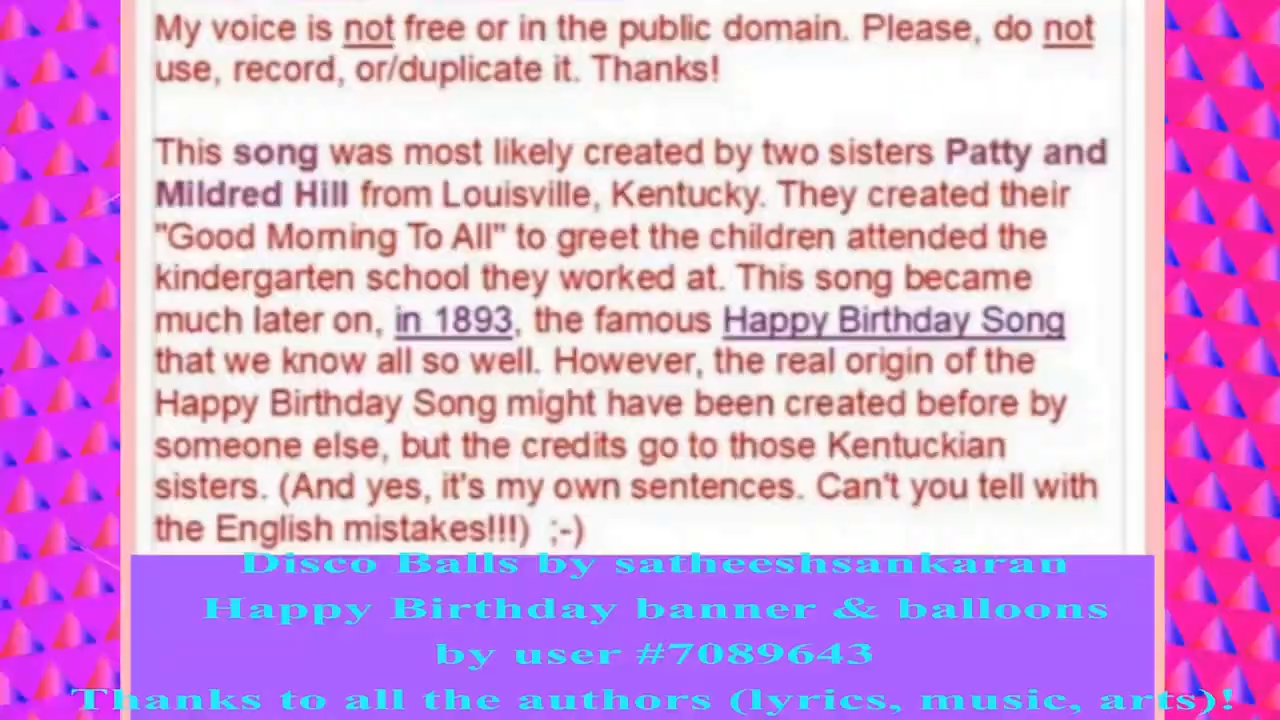 My voice is not free or in the public domain. Please, do not
use, record, or/duplicate it. Thanks!
This song was most likely created by two sisters Patty and
Mildred Hill from Louisville, Kentucky. They created their
"Good Morning To All" to greet the children attended the
kindergarten school they worked at. This song became
much later on, in 1893, the famous Happy Birthday Song
that we know all so well. However, the real origin of the
Happy Birthday Song might have been created before by
someone else, but the credits go to those Kentuckian
sisters. (And yes, it's my own sentences. Can't you tell with
the English mistakes!!!) ;-)
Disco Balls by satheeshsankaran
Happy Birthday banner & balloons
by user #7089643
Thanks to all the authors (lyrics, music, arts)!